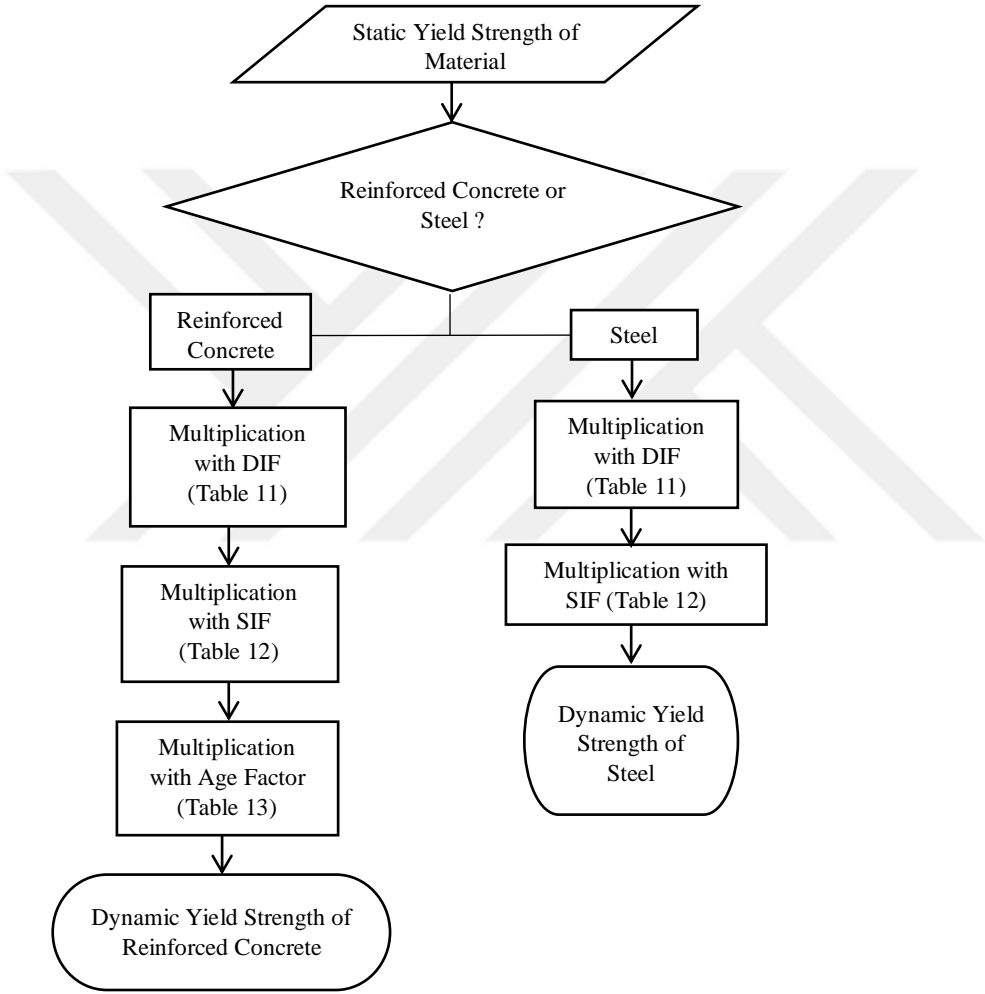 Static Yield Strength of
Material
Reinforced Concrete or
Steel ?
Reinforced
Concrete
Steel
Multiplication
with DIF
(Table 11)
Multiplication
with DIF
(Table 11)
Multiplication
with SIF
(Table 12)
Multiplication with
SIF (Table 12)
Multiplication
with Age Factor
(Table 13)
Dynamic Yield
Strength of
Steel
Dynamic Yield Strength of
Reinforced Concrete